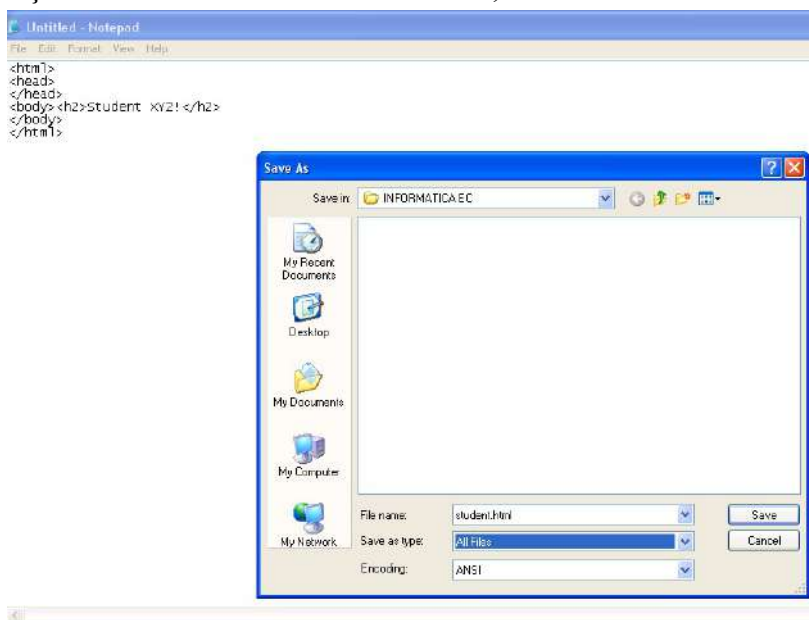 Untitled - Notepad
File Edit Format View Help
<html>
<head>
</head>
<body><h2>Student XYZ!</h2>
</body>
</html>
Save As
Save in: INFORMATICA EC
My Recent Documents
Desktop
My Documents
My Computer
My Network
File name: student.html Save
Save as type: All Files Cancel
Encoding: ANSI